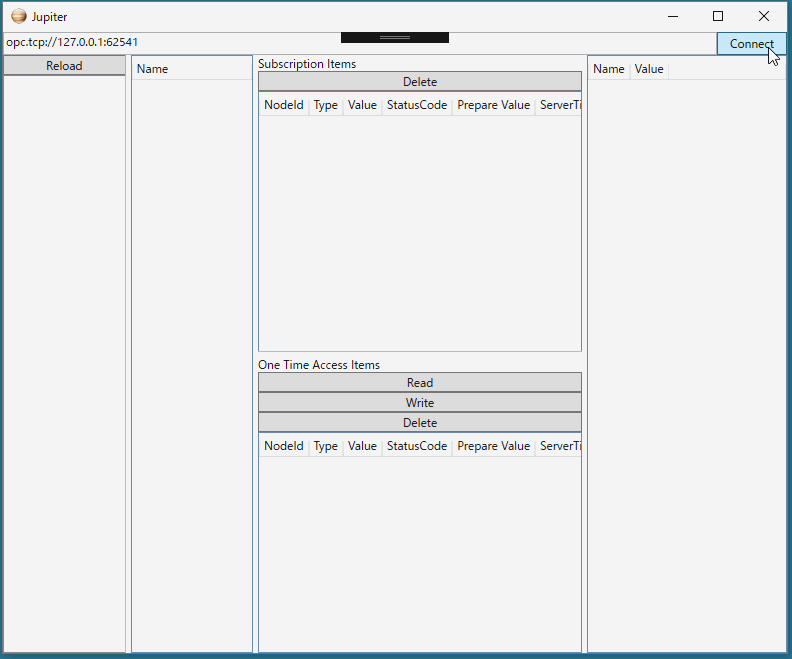 Jupiter
opc.tcp://127.0.0.1:62541 Connect
Reload
Name
Subscription Items
Delete
NodeId Type Value StatusCode Prepare Value ServerTi
One Time Access Items
Read
Write
Delete
NodeId Type Value StatusCode Prepare Value ServerTi
Name Value